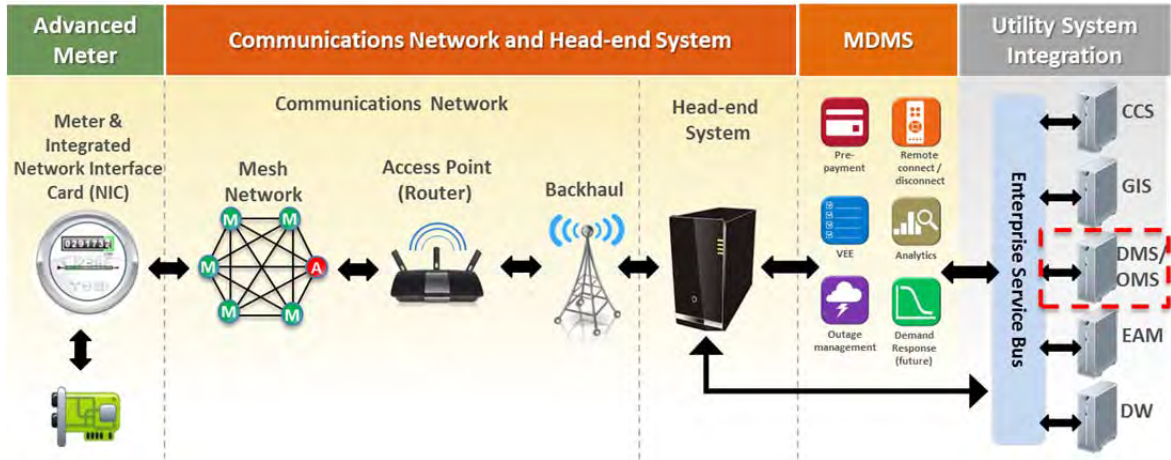 Advanced
Meter
Communications Network and Head-end System
MDMS
Utility System
Integration
Communications Network
Meter &
Integrated
Network Interface
Card (NIC)
0291732
Mesh
Network
M
M
M
A
M
M
Access Point
(Router)
Backhaul
Head-end
System
Pre-
payment
Remote
connect /
disconnect
VEE
Analytics
Outage
management
Demand
Response
(future)
Enterprise Service Bus
CCS
GIS
DMS/
OMS
EAM
DW